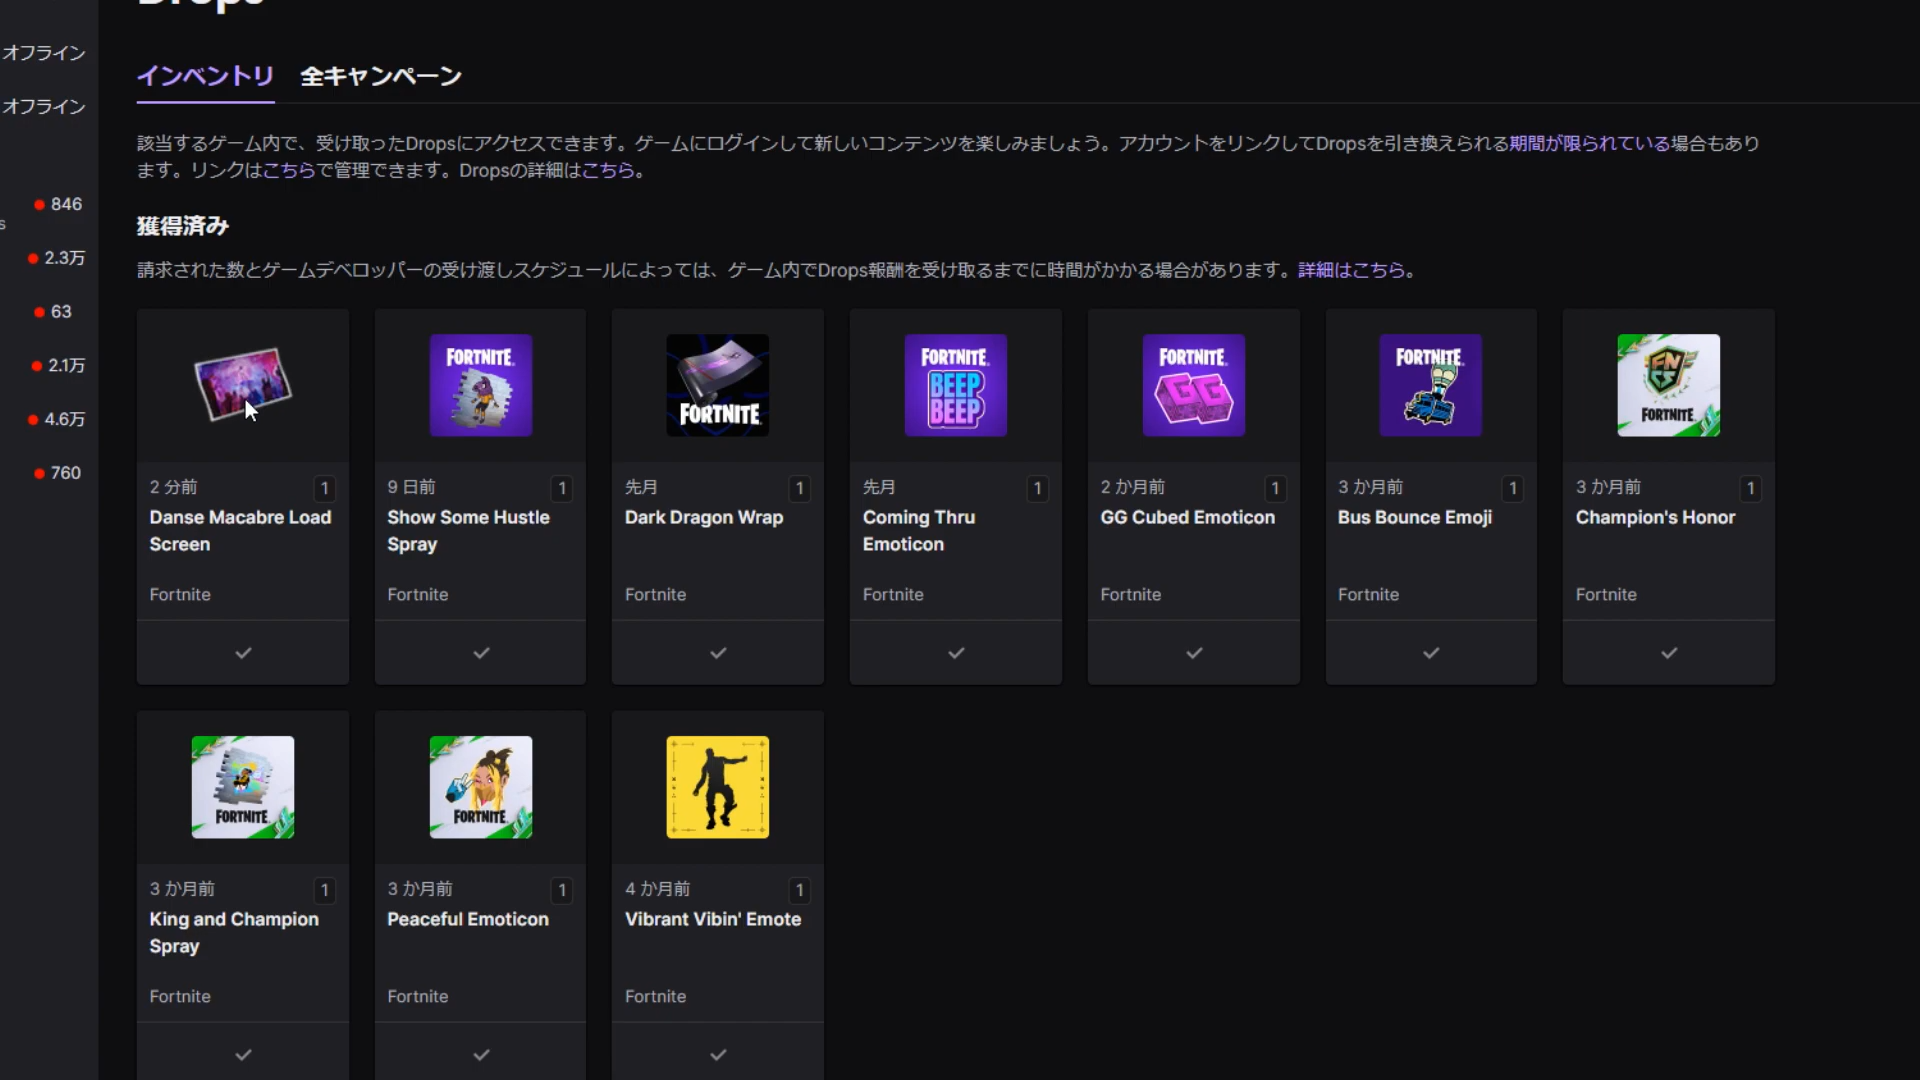 Drops
オフライン
オフライン
846
s
2.3万
63
2.1万
4.6万
760
インベントリ 全キャンペーン
該当するゲーム内で、受け取ったDropsにアクセスできます。ゲームにログインして新しいコンテンツを楽しみましょう。アカウントをリンクしてDropsを引き換えられる期間が限られている場合もあり
ます。リンクはこちらで管理できます。Dropsの詳細はこちら。
獲得済み
請求された数とゲームデベロッパーの受け渡しスケジュールによっては、ゲーム内でDrops報酬を受け取るまでに時間がかかる場合があります。詳細はこちら。
2 分前 1
Danse Macabre Load
Screen
Fortnite
FORTNITE
9 日前 1
Show Some Hustle
Spray
Fortnite
FORTNITE
先月 1
Dark Dragon Wrap
Fortnite
FORTNITE
BEEP
BEEP
先月 1
Coming Thru
Emoticon
Fortnite
FORTNITE
GG
2 か月前 1
GG Cubed Emoticon
Fortnite
FORTNITE
3 か月前 1
Bus Bounce Emoji
Fortnite
FN
CS
FORTNITE
3 か月前 1
Champion's Honor
Fortnite
FORTNITE
3 か月前 1
King and Champion
Spray
Fortnite
FORTNITE
3 か月前 1
Peaceful Emoticon
Fortnite
4 か月前 1
Vibrant Vibin' Emote
Fortnite